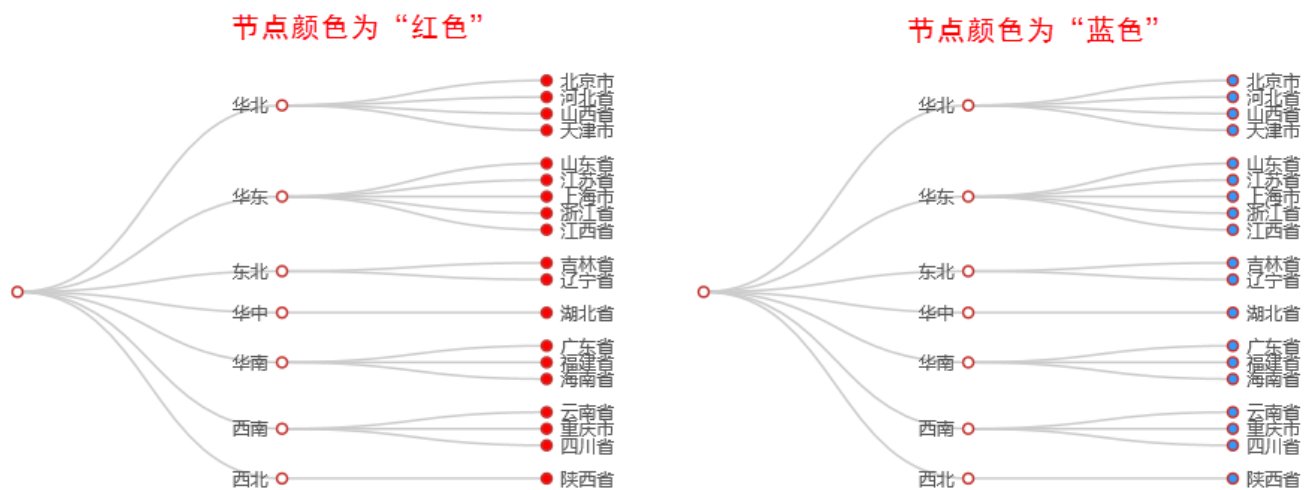 节点颜色为“红色”
华北
北京市
河北省
山西省
天津市
华东
山东省
江苏省
上海市
浙江省
江西省
东北
吉林省
辽宁省
华中
湖北省
华南
广东省
福建省
海南省
西南
云南省
重庆市
四川省
西北
陕西省
节点颜色为“蓝色”
华北
北京市
河北省
山西省
天津市
华东
山东省
江苏省
上海市
浙江省
江西省
东北
吉林省
辽宁省
华中
湖北省
华南
广东省
福建省
海南省
西南
云南省
重庆市
四川省
西北
陕西省